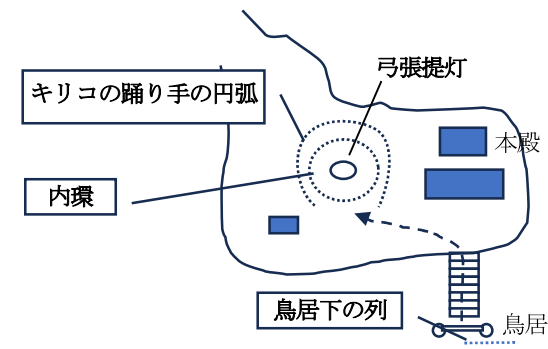 弓張提灯
キリコの踊り手の円弧
本殿
内環
鳥居下の列
鳥居